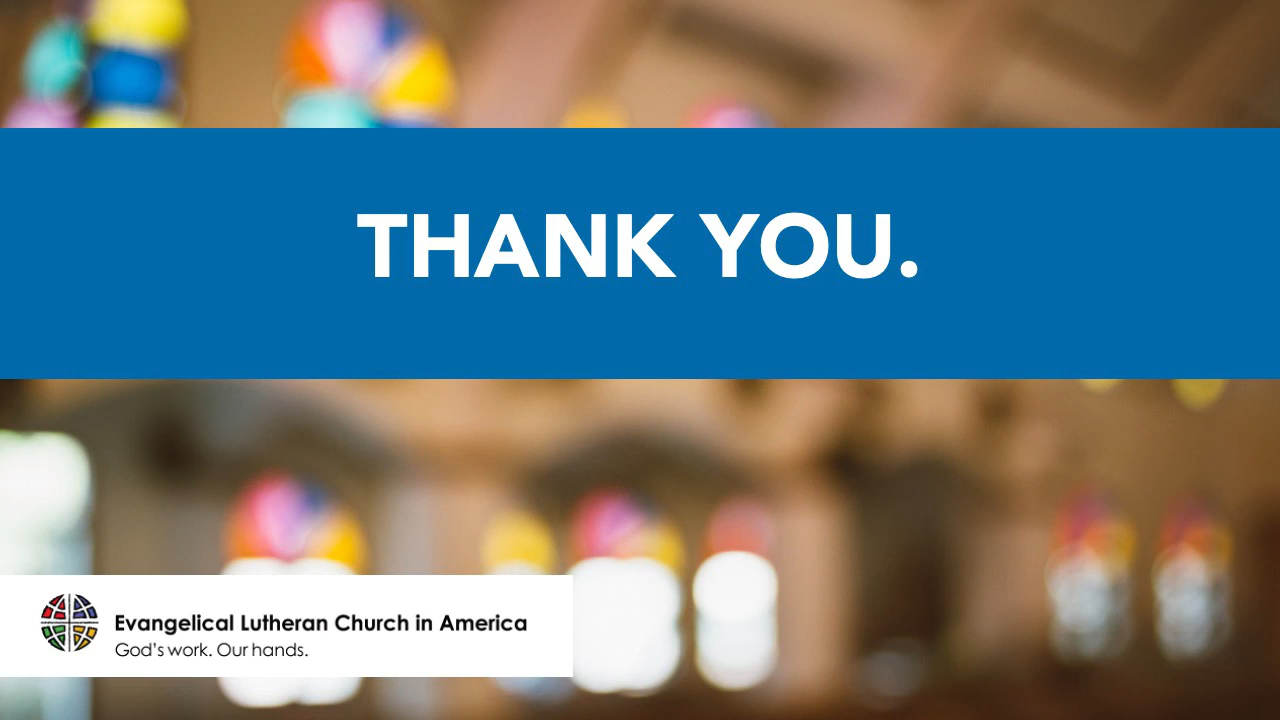 THANK YOU.
Evangelical Lutheran Church in America
God's work. Our hands.